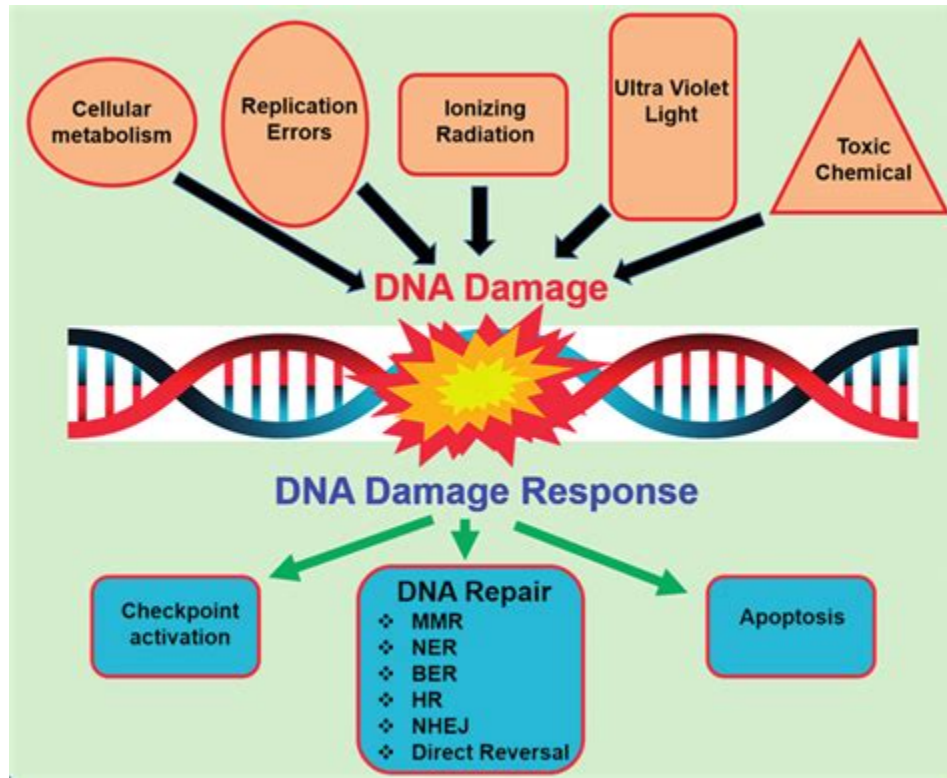 Cellular
metabolism
Replication
Errors
Ionizing
Radiation
Ultra Violet
Light
Toxic
Chemical
DNA Damage
DNA Damage Response
Checkpoint
activation
DNA Repair
❖ MMR
❖ NER
❖ BER
❖ HR
❖ NHEJ
❖ Direct Reversal
Apoptosis